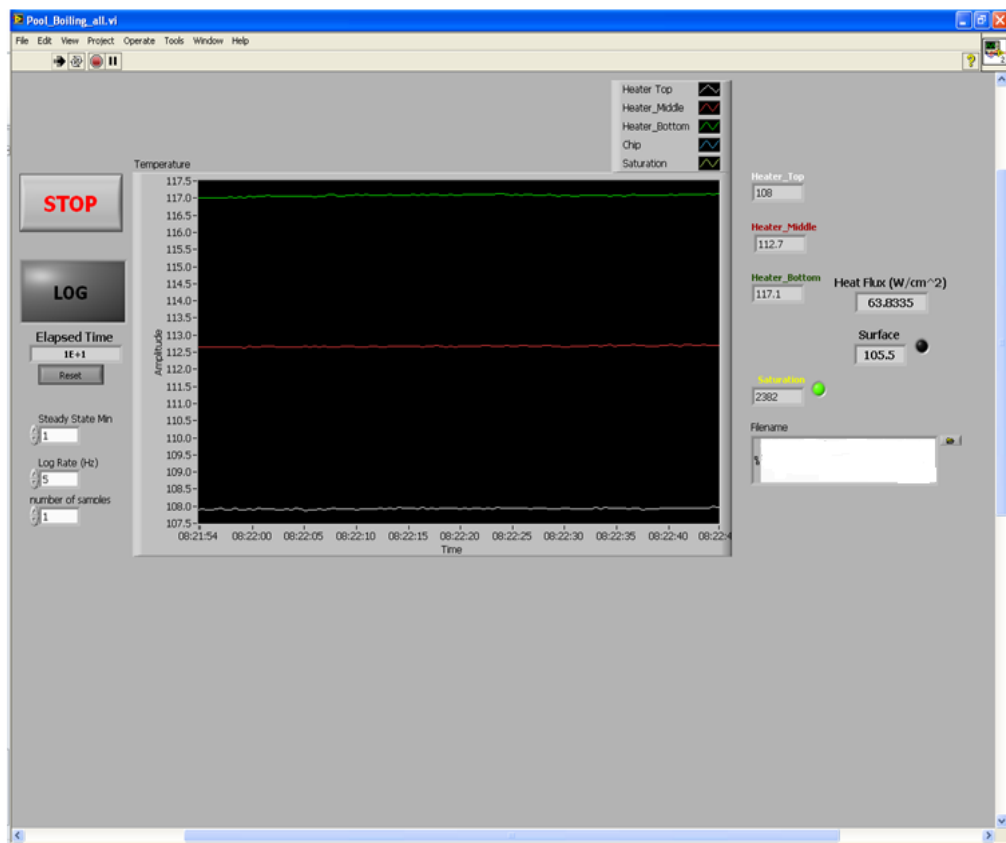 Pool_Boiling_all.vi
File Edit View Project Operate Tools Window Help
2
Heater Top
Heater_Middle
Heater_Bottom
Chip
Saturation
Temperature
117.5
117.0
116.5
116.0
115.5
115.0
114.5
114.0
113.5
113.0
112.5
112.0
111.5
111.0
110.5
110.0
109.5
109.0
108.5
108.0
107.5
Amplitude
08:21:54 08:22:00 08:22:05 08:22:10 08:22:15 08:22:20 08:22:25 08:22:30 08:22:35 08:22:40 08:22:4
Time
STOP
LOG
Elapsed Time
1E+1
Reset
Steady State Min
1
Log Rate (Hz)
5
number of samples
1
Heater_Top
108
Heater_Middle
112.7
Heater_Bottom
117.1
Heat Flux (W/cm^2)
63.8335
Surface
105.5
Saturation
2382
Filename